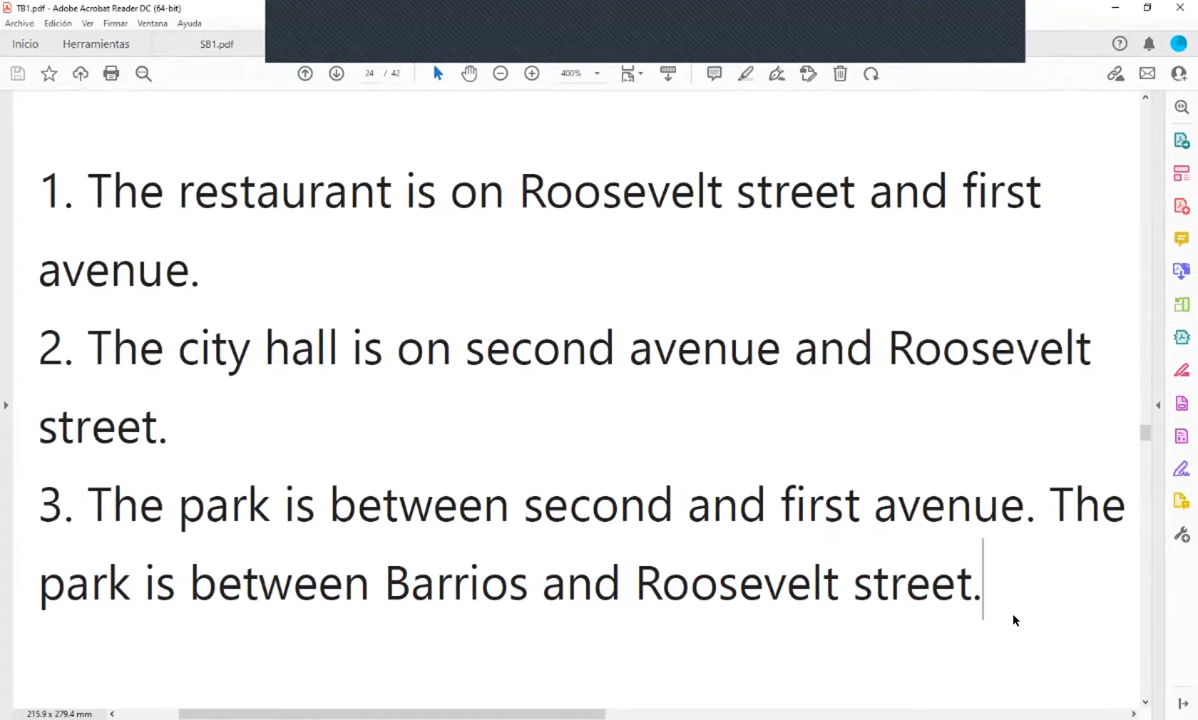 TB1.pdf - Adobe Acrobat Reader DC (64-bit)
Archivo Edición Ver Firmar Ventana Ayuda
Inicio Herramientas SB1.pdf
24 / 42 400%
1. The restaurant is on Roosevelt street and first
avenue.
2. The city hall is on second avenue and Roosevelt
street.
3. The park is between second and first avenue. The
park is between Barrios and Roosevelt street.
215.9 x 279.4 mm